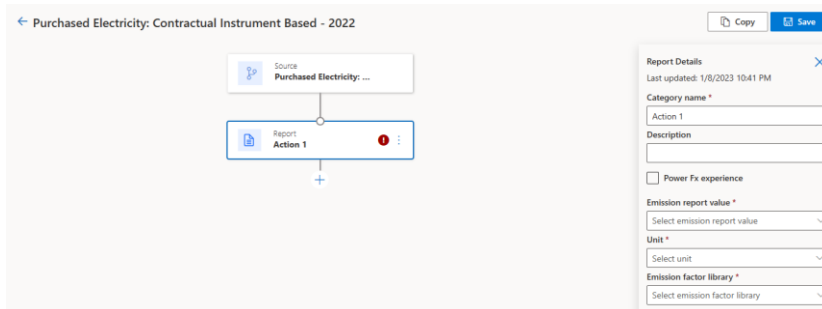 Purchased Electricity: Contractual Instrument Based - 2022
Copy
Save
Source
Purchased Electricity: ...
Report
Action 1
Report Details
Last updated: 1/8/2023 10:41 PM
Category name *
Action 1
Description
Power Fx experience
Emission report value *
Select emission report value
Unit *
Select unit
Emission factor library *
Select emission factor library